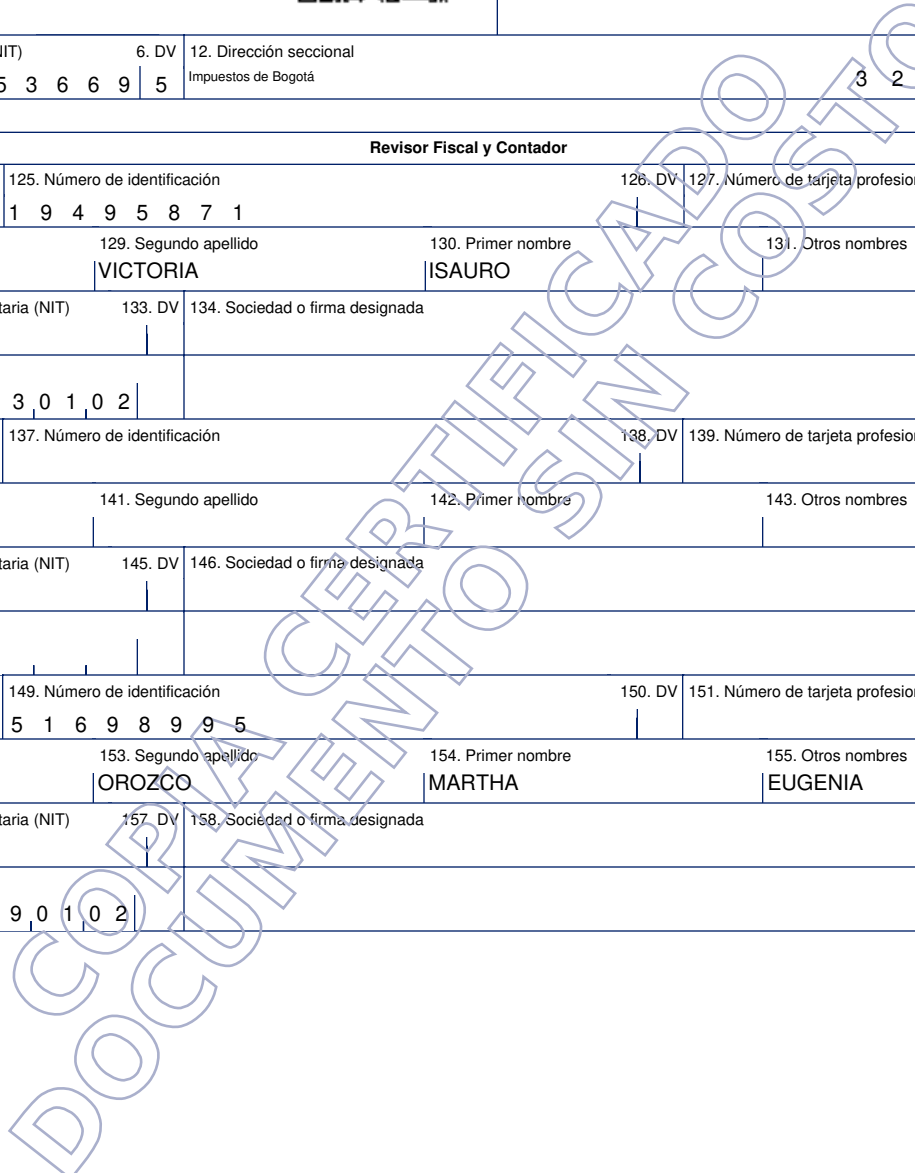 NIT) 6. DV 12. Dirección seccional
5 3 6 6 9 5 Impuestos de Bogotá 3 2
Revisor Fiscal y Contador
125. Número de identificación 126. DV 127. Número de tarjeta profesion
1 9 4 9 5 8 7 1
129. Segundo apellido 130. Primer nombre 131. Otros nombres
VICTORIA ISAURO
taria (NIT) 133. DV 134. Sociedad o firma designada
3 0 1 0 2
137. Número de identificación 138. DV 139. Número de tarjeta profesion
141. Segundo apellido 142. Primer nombre 143. Otros nombres
taria (NIT) 145. DV 146. Sociedad o firma designada
149. Número de identificación 150. DV 151. Número de tarjeta profesion
5 1 6 9 8 9 9 5
153. Segundo apellido 154. Primer nombre 155. Otros nombres
OROZCO MARTHA EUGENIA
taria (NIT) 157. DV 158. Sociedad o firma designada
9 0 1 0 2
COPIA CERTIFICADO
DOCUMENTO SIN COSTO